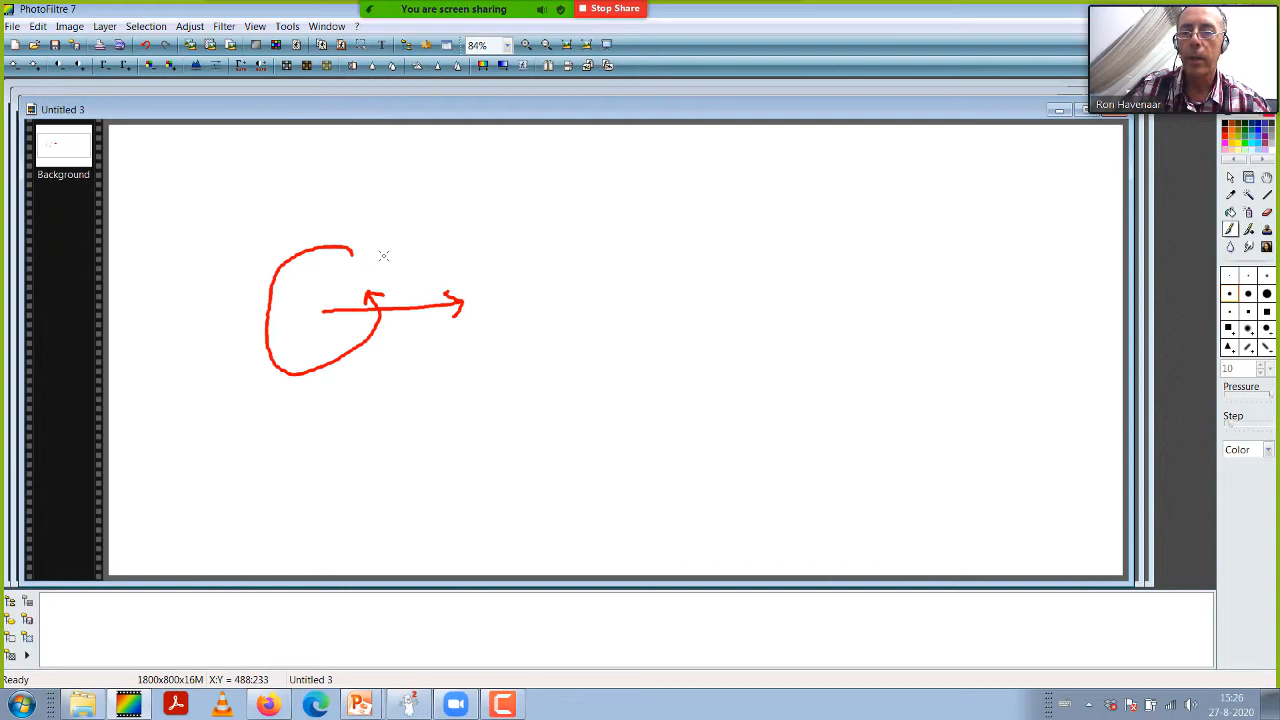 PhotoFiltre 7
You are screen sharing
Stop Share
File Edit Image Layer Selection Adjust Filter View Tools Window ?
84%
Ron Havenaar
Untitled 3
Background
10
Pressure
Step
Color
Ready
1800x800x16M
X:Y = 488:233
Untitled 3
15:26
27-8-2020